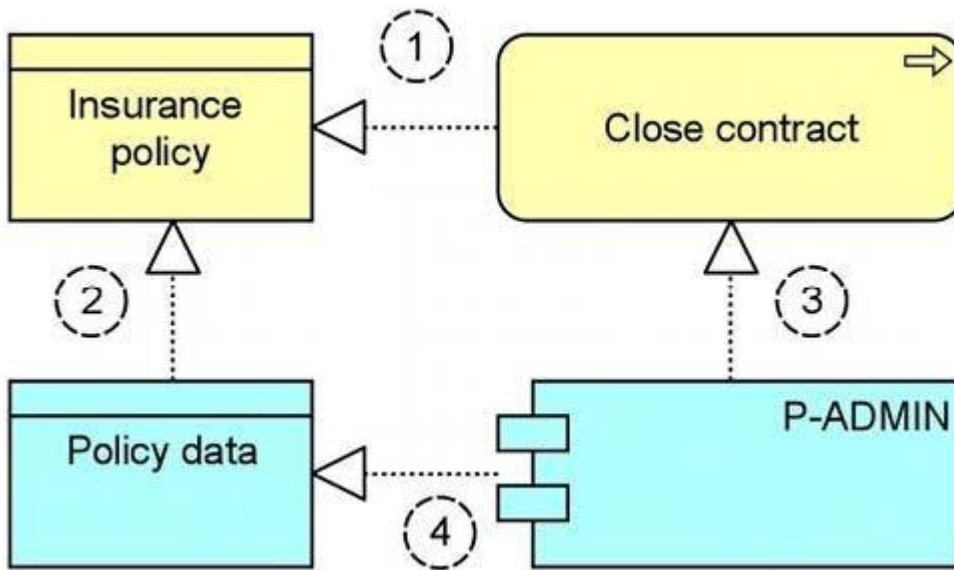 1
Insurance
policy
Close contract
2
3
Policy data
P-ADMIN
4